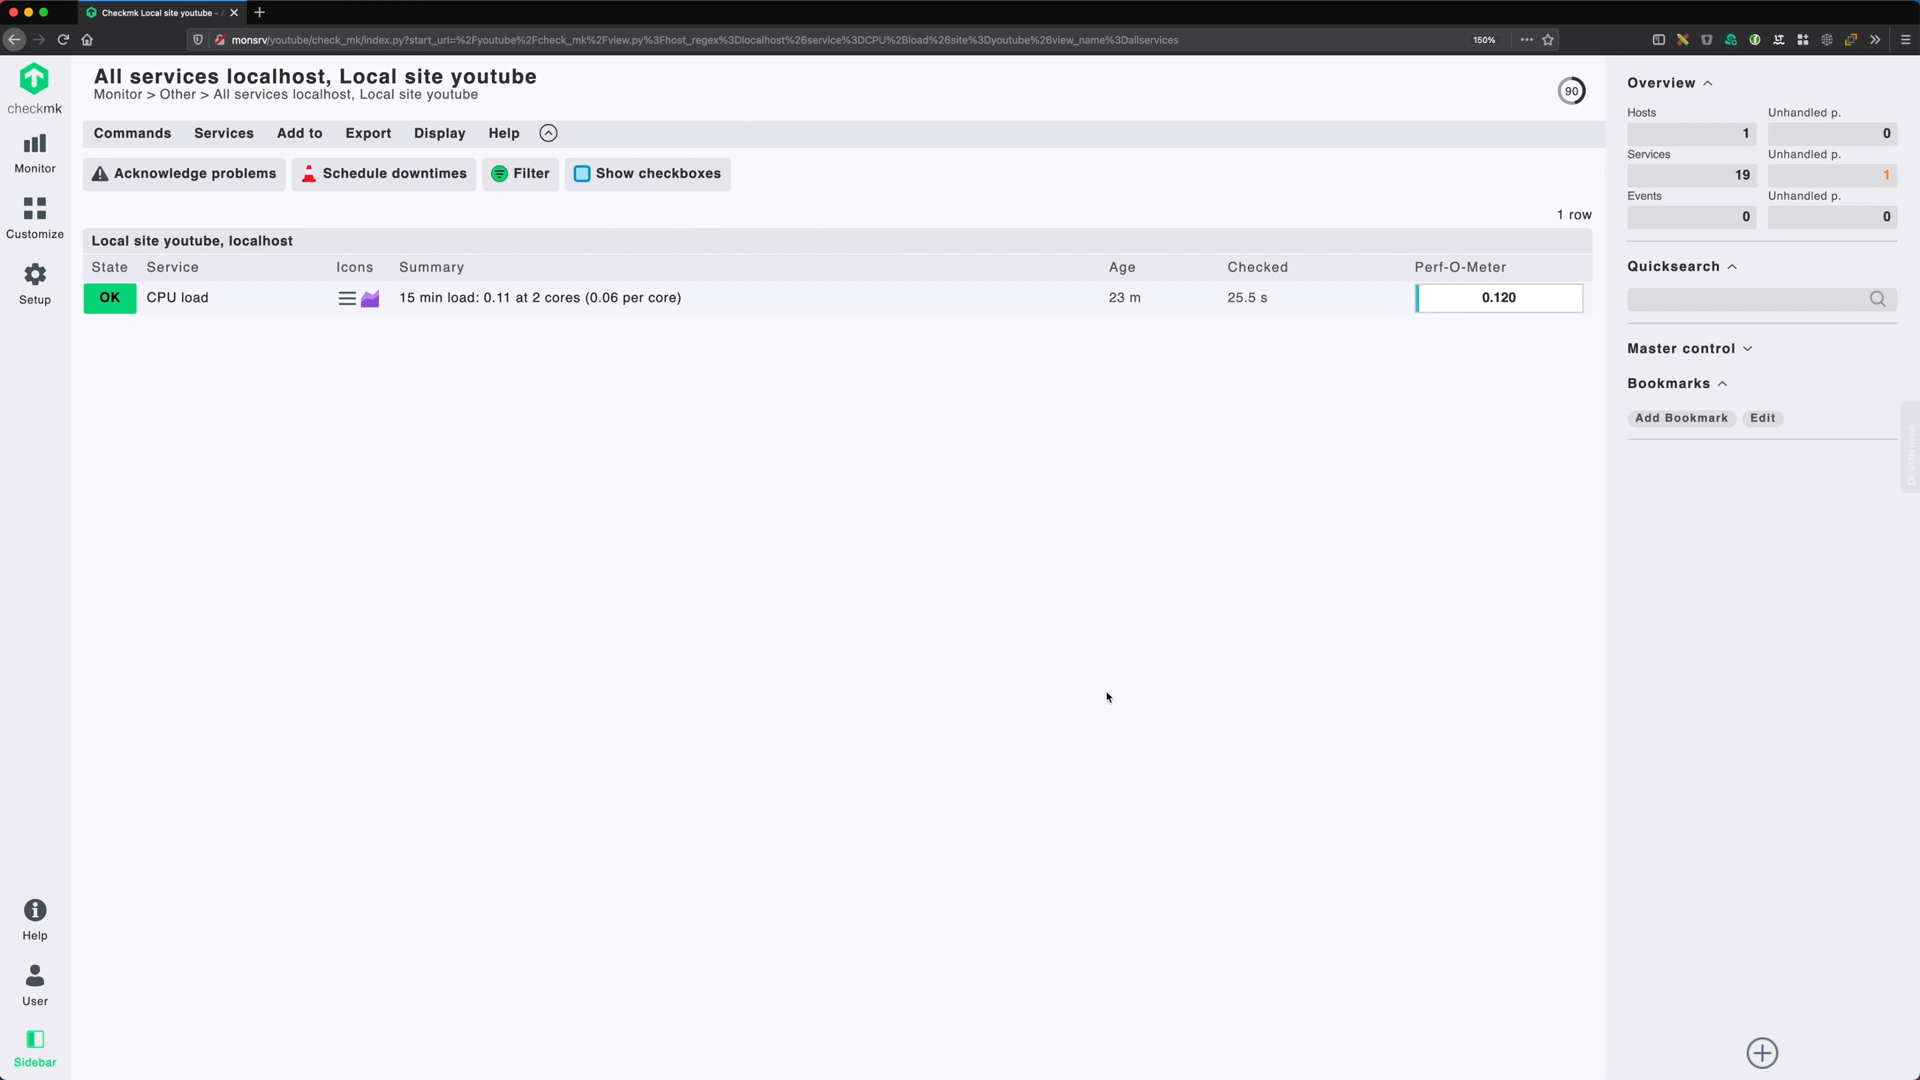 Checkmk Local site youtube -
monsrv/youtube/check_mk/index.py?start_url=%2Fyoutube%2Fcheck_mk%2Fview.py%3Fhost_regex%3Dlocalhost%26service%3DCPU%2Bload%26site%3Dyoutube%26view_name%3Dallservices
150%
checkmk
Monitor
Customize
Setup
Help
User
Sidebar
All services localhost, Local site youtube
Monitor > Other > All services localhost, Local site youtube
90
Commands Services Add to Export Display Help
Acknowledge problems Schedule downtimes Filter Show checkboxes
1 row
Local site youtube, localhost
State Service Icons Summary Age Checked Perf-O-Meter
OK CPU load 15 min load: 0.11 at 2 cores (0.06 per core) 23 m 25.5 s 0.120
Overview
Hosts Unhandled p.
1 0
Services Unhandled p.
19 1
Events Unhandled p.
0 0
Quicksearch
Master control
Bookmarks
Add Bookmark Edit